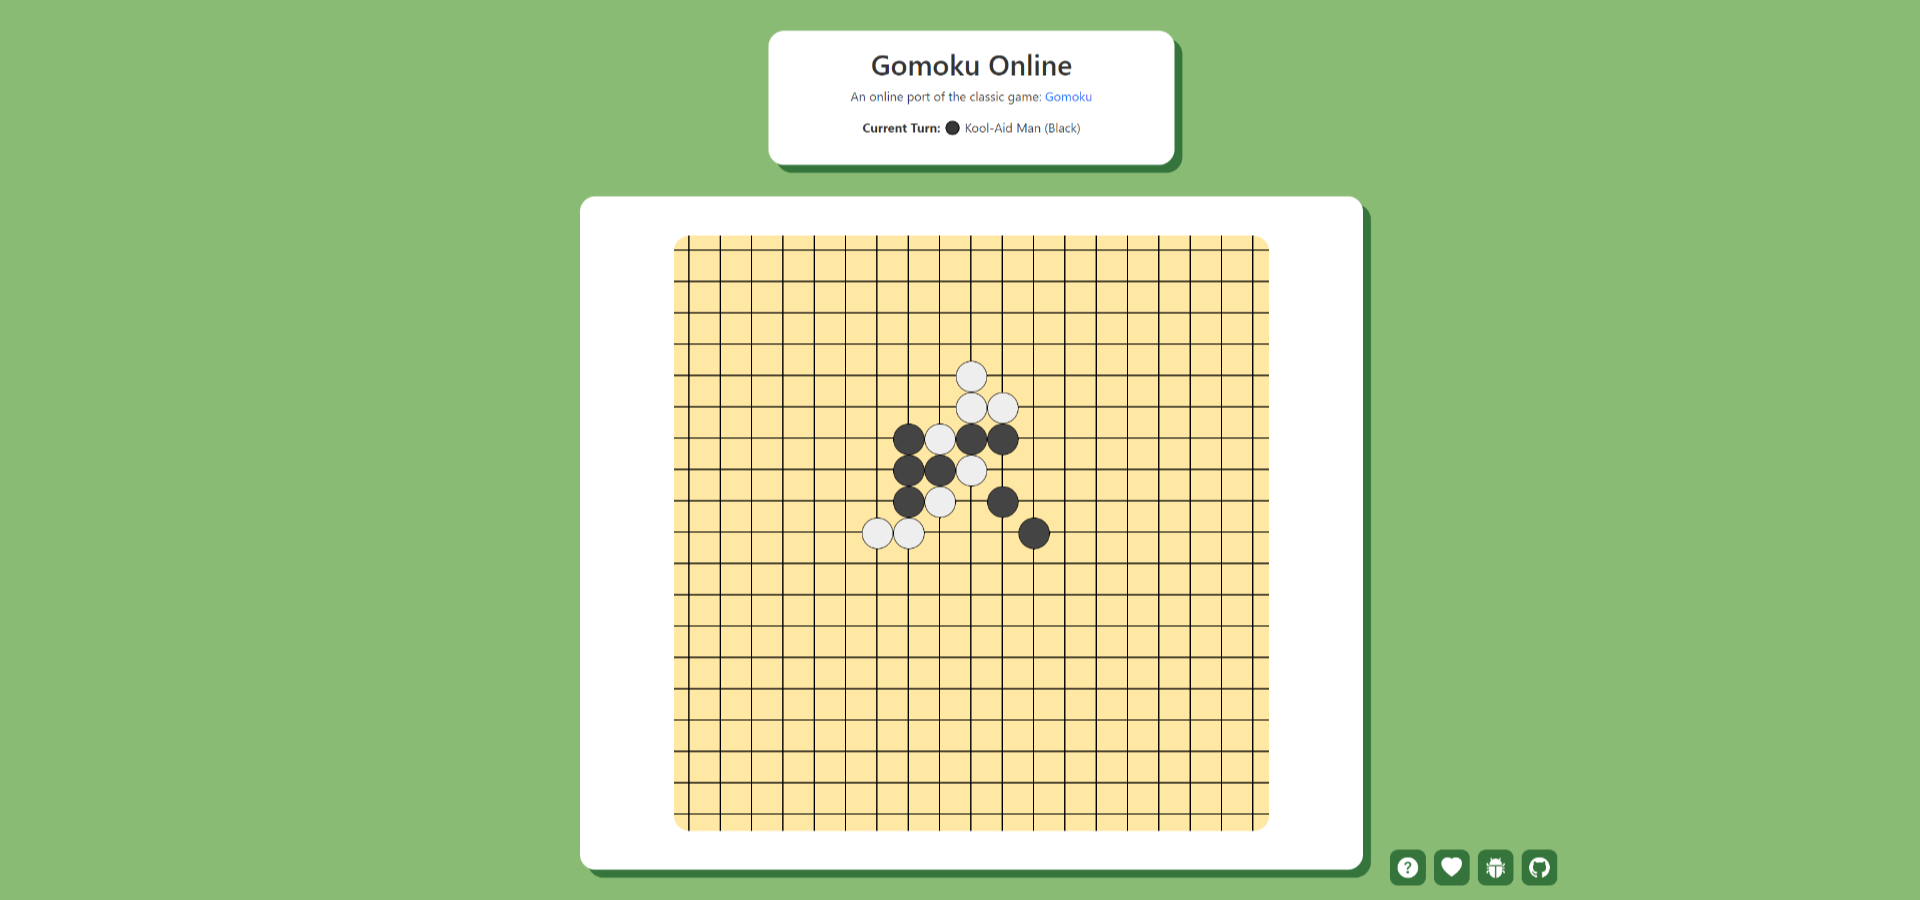 Gomoku Online
An online port of the classic game: Gomoku
Current Turn: Kool-Aid Man (Black)
?